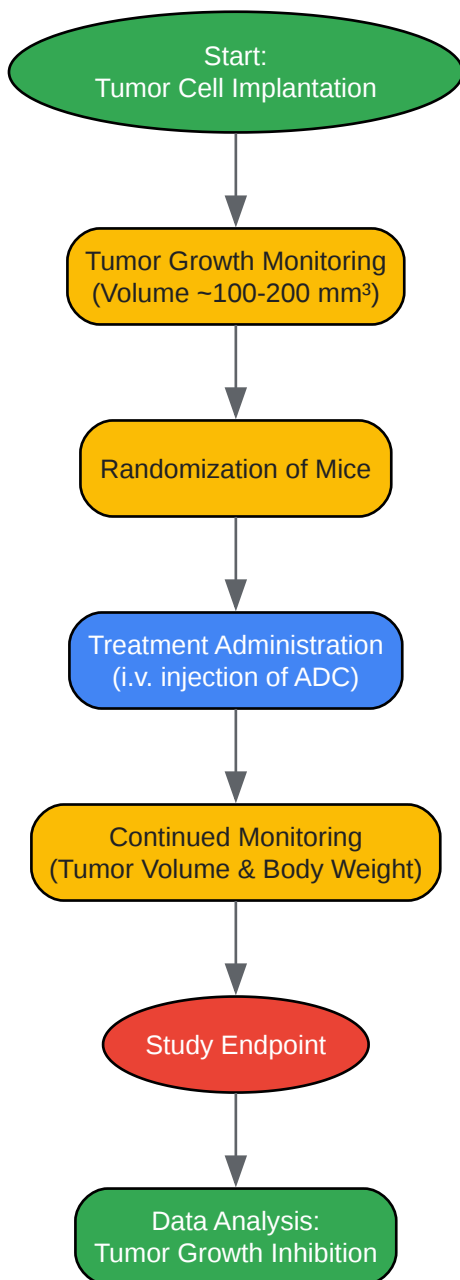 Start:
Tumor Cell Implantation
Tumor Growth Monitoring
(Volume ~100-200 mm³)
Randomization of Mice
Treatment Administration
(i.v. injection of ADC)
Continued Monitoring
(Tumor Volume & Body Weight)
Study Endpoint
Data Analysis:
Tumor Growth Inhibition